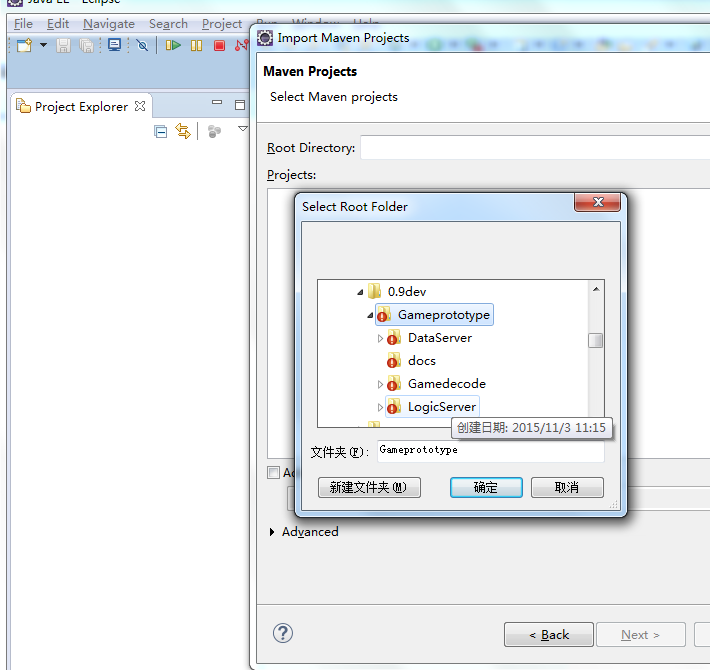 Java EE - Eclipse
File Edit Navigate Search Project Run Window Help
Import Maven Projects
Maven Projects
Select Maven projects
Project Explorer
Root Directory:
Projects:
Select Root Folder
0.9dev
Gameprototype
DataServer
docs
Gamedecode
LogicServer
创建日期: 2015/11/3 11:15
文件夹(F): Gameprototype
新建文件夹(M) 确定 取消
Advanced
?
< Back Next >